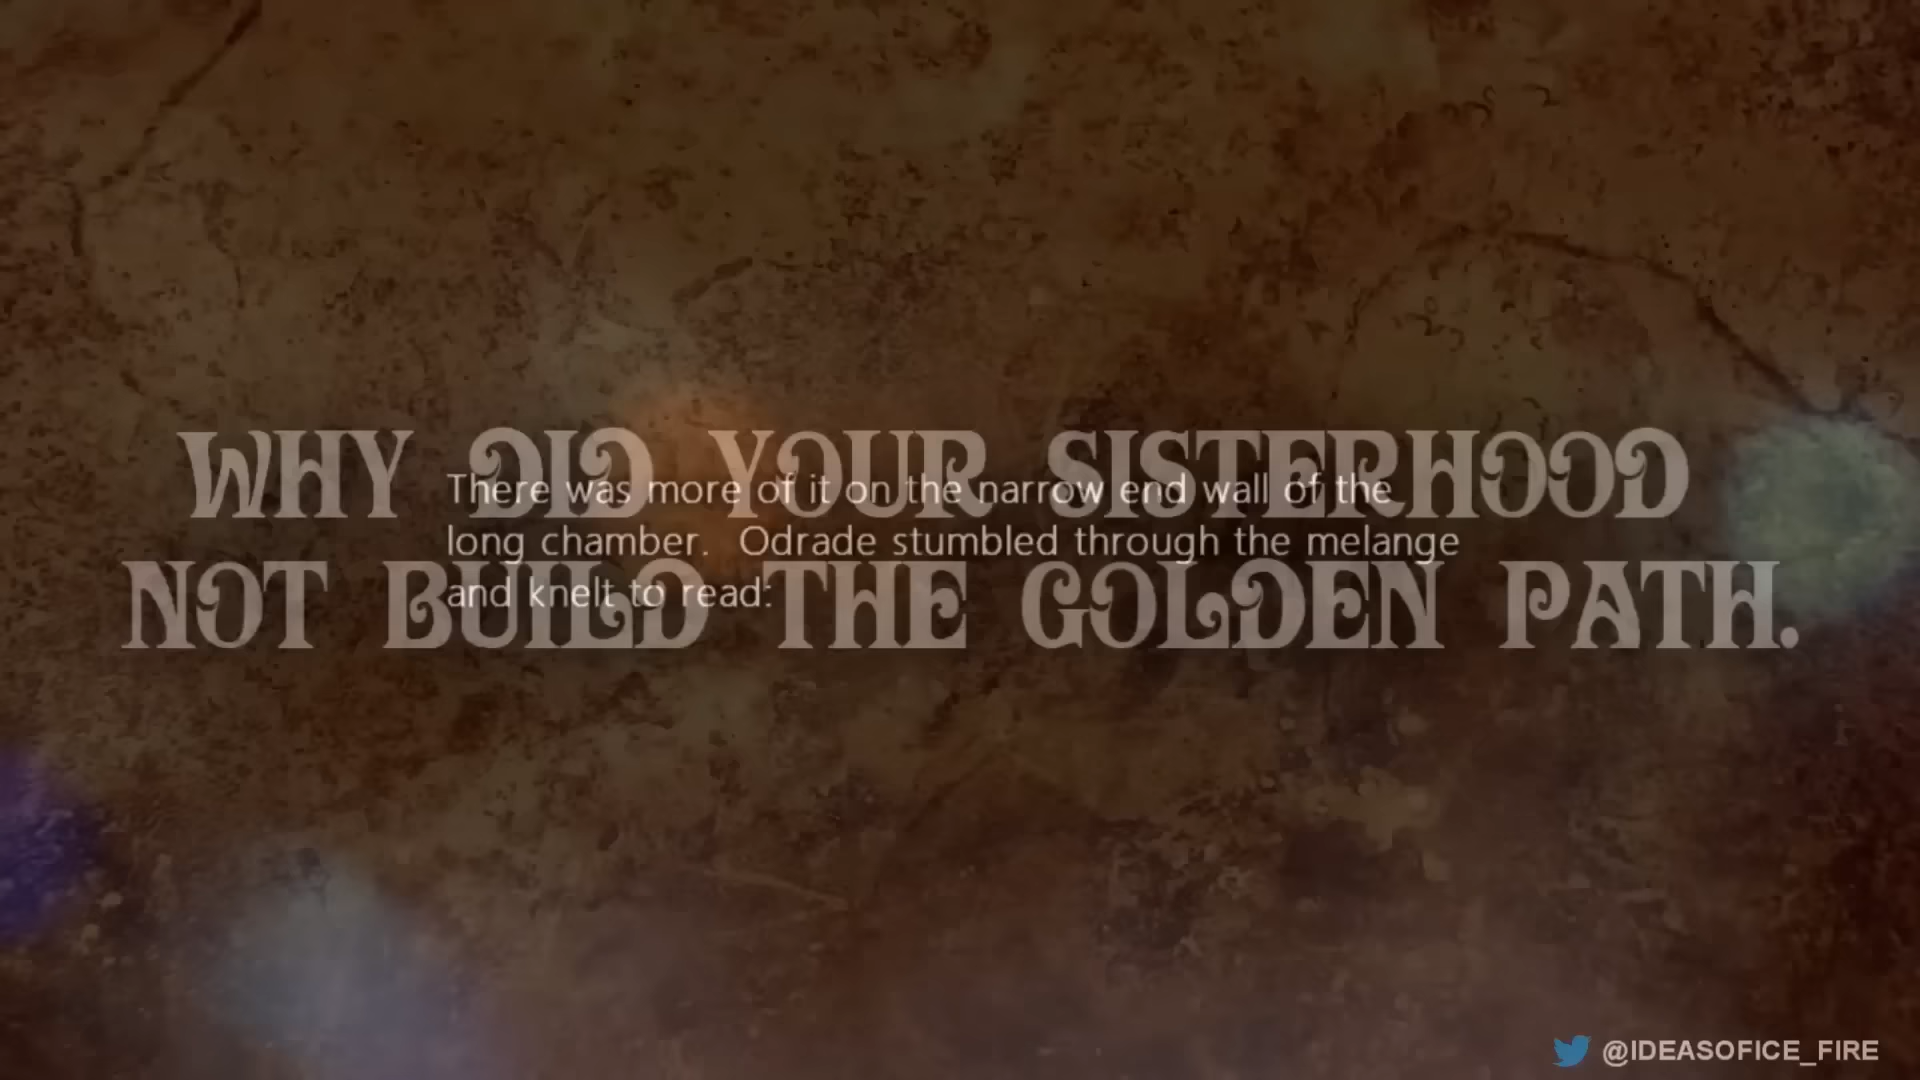 WHY DID YOUR SISTERHOOD
NOT BUILD THE GOLDEN PATH.
There was more of it on the narrow end wall of the
long chamber. Odrade stumbled through the melange
and knelt to read:
@IDEASOFICE_FIRE